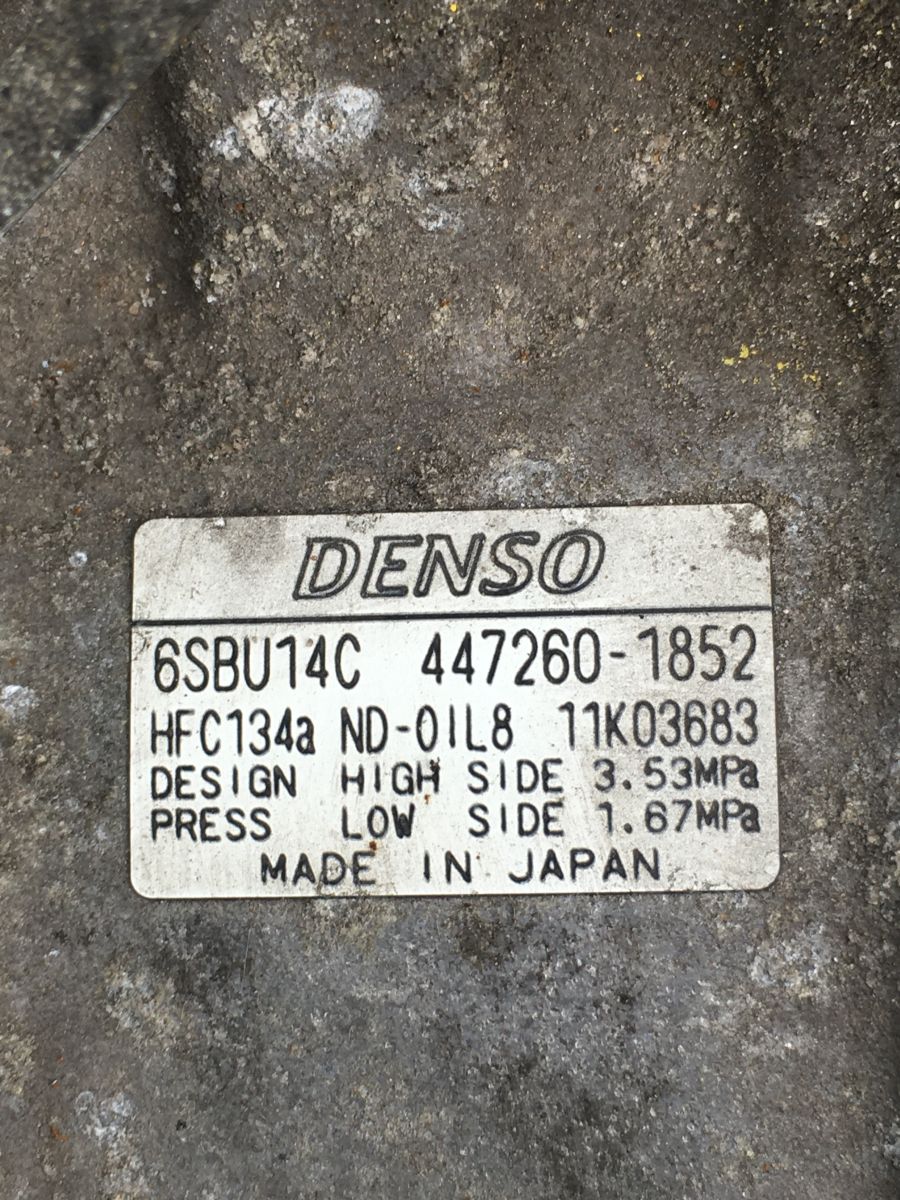 DENSO
6SBU14C 447260-1852
HFC134a ND-OIL8 11K03683
DESIGN HIGH SIDE 3.53MPa
PRESS LOW SIDE 1.67MPa
MADE IN JAPAN